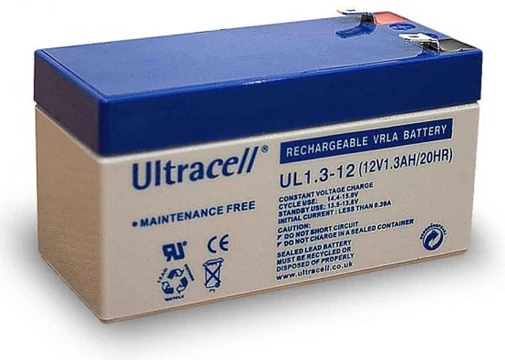 Ultracell®
• MAINTENANCE FREE
RECHARGEABLE VRLA BATTERY
UL1.3-12 (12V1.3AH/20HR)
CONSTANT VOLTAGE CHARGE
CYCLE USE: 14.4-15.0V
STANDBY USE: 13.5-13.8V
INITIAL CURRENT: LESS THAN 0.39A
CAUTION:
• DO NOT SHORT CIRCUIT
• DO NOT CHARGE IN A SEALED CONTAINER
SEALED LEAD BATTERY
MUST BE RECYCLED OR
DISPOSED OF PROPERLY
www.ultracell.co.uk
CE
Pb